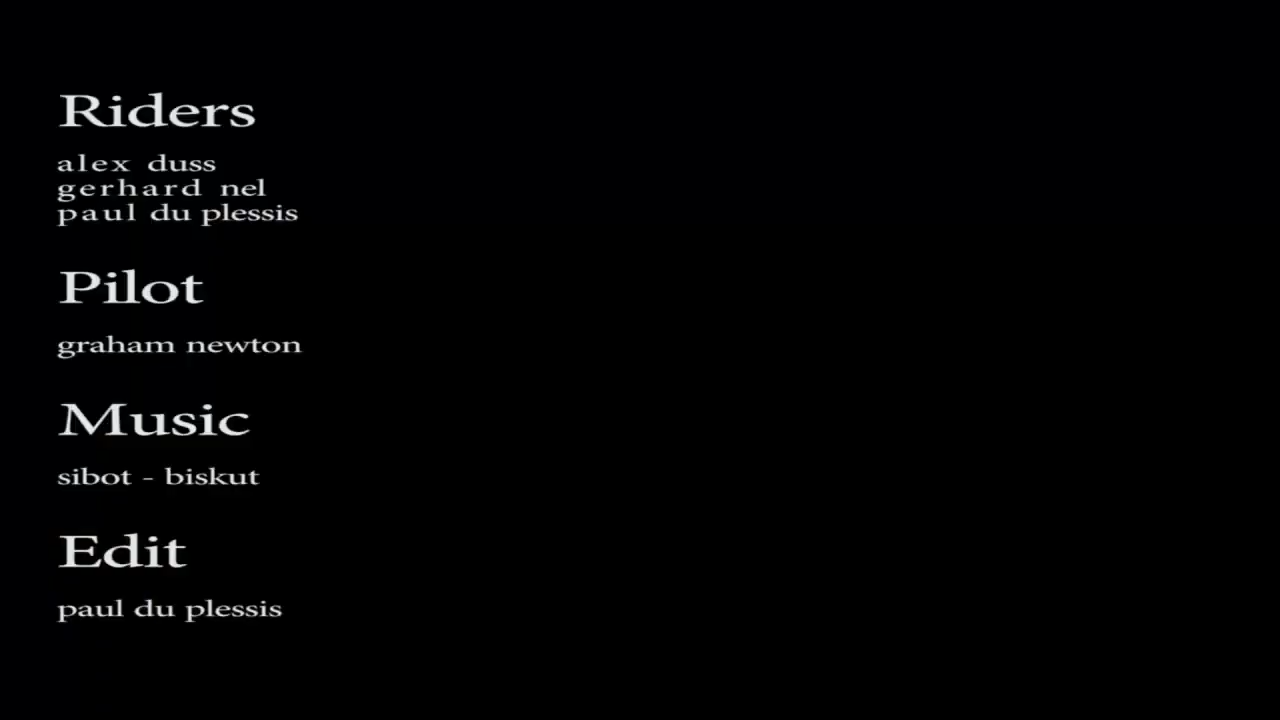 Riders
alex duss
gerhard nel
paul du plessis
Pilot
graham newton
Music
sibot - biskut
Edit
paul du plessis